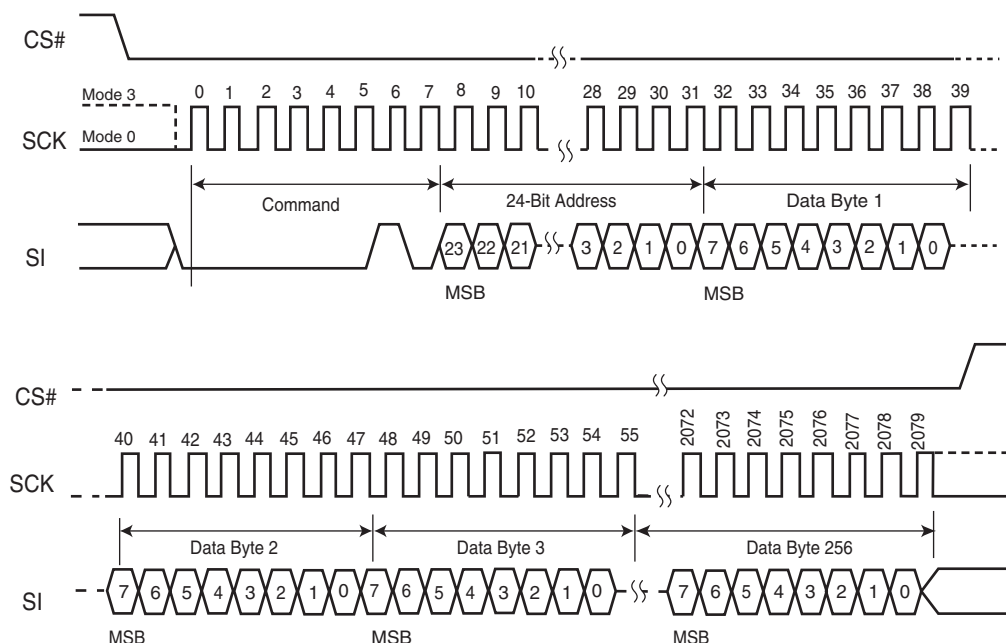 CS#
Mode 3
0 1 2 3 4 5 6 7 8 9 10 28 29 30 31 32 33 34 35 36 37 38 39
SCK
Mode 0
Command
24-Bit Address
Data Byte 1
SI
23 22 21 3 2 1 0 7 6 5 4 3 2 1 0
MSB
MSB
CS#
40 41 42 43 44 45 46 47 48 49 50 51 52 53 54 55 2072 2073 2074 2075 2076 2077 2078 2079
SCK
Data Byte 2
Data Byte 3
Data Byte 256
SI
7 6 5 4 3 2 1 0 7 6 5 4 3 2 1 0 7 6 5 4 3 2 1 0
MSB
MSB
MSB